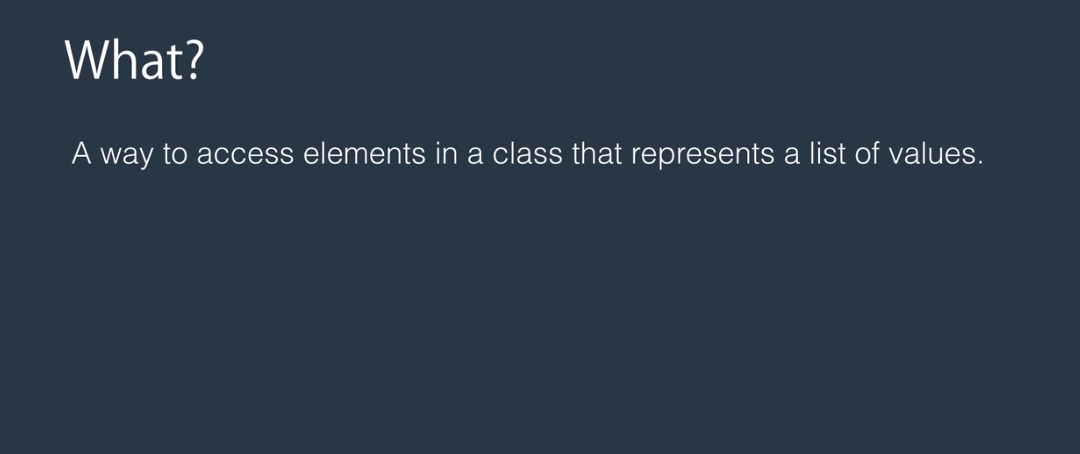 What?
A way to access elements in a class that represents a list of values.